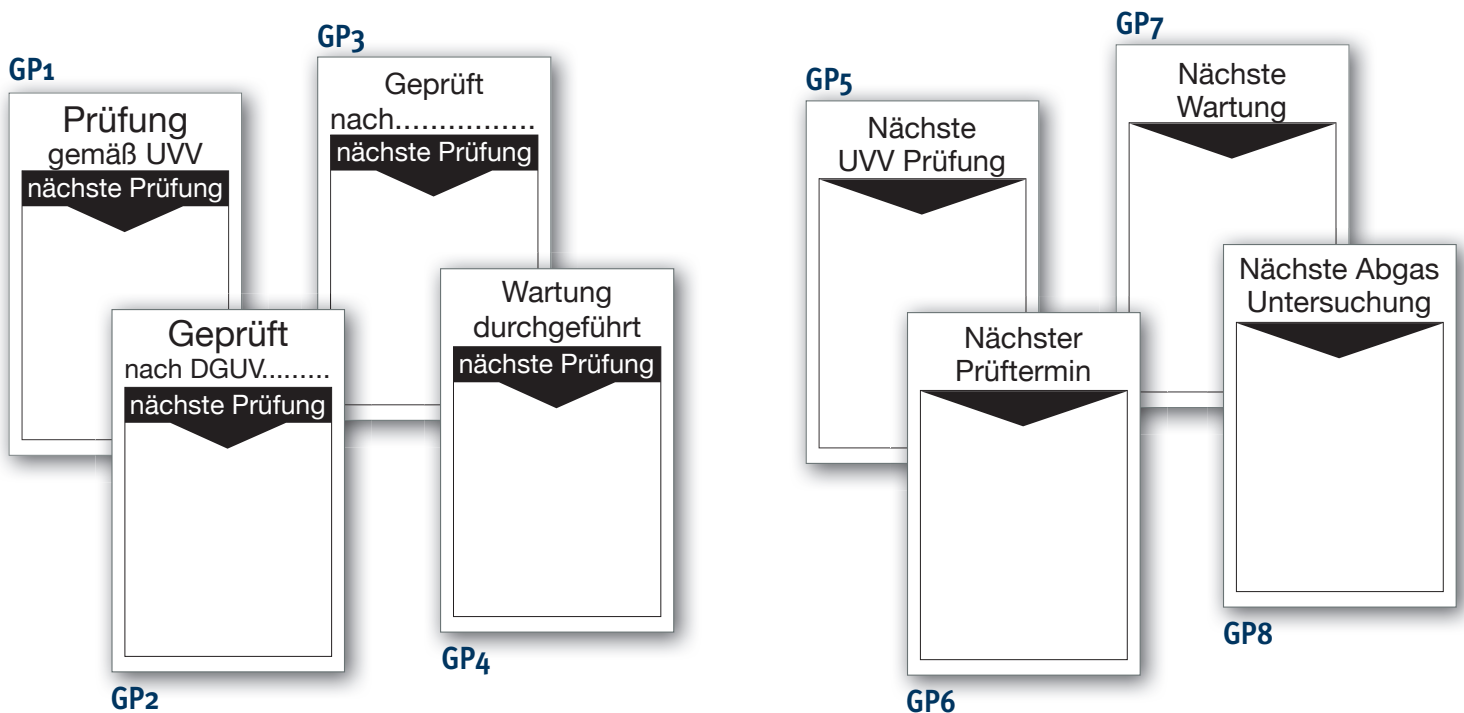 GP1
Prüfung
gemäß UVV
nächste Prüfung
GP3
Geprüft
nach................
nächste Prüfung
Geprüft
nach DGUV.........
nächste Prüfung
GP2
Wartung
durchgeführt
nächste Prüfung
GP4
GP5
Nächste
UVV Prüfung
GP7
Nächste
Wartung
Nächster
Prüftermin
GP6
Nächste Abgas
Untersuchung
GP8